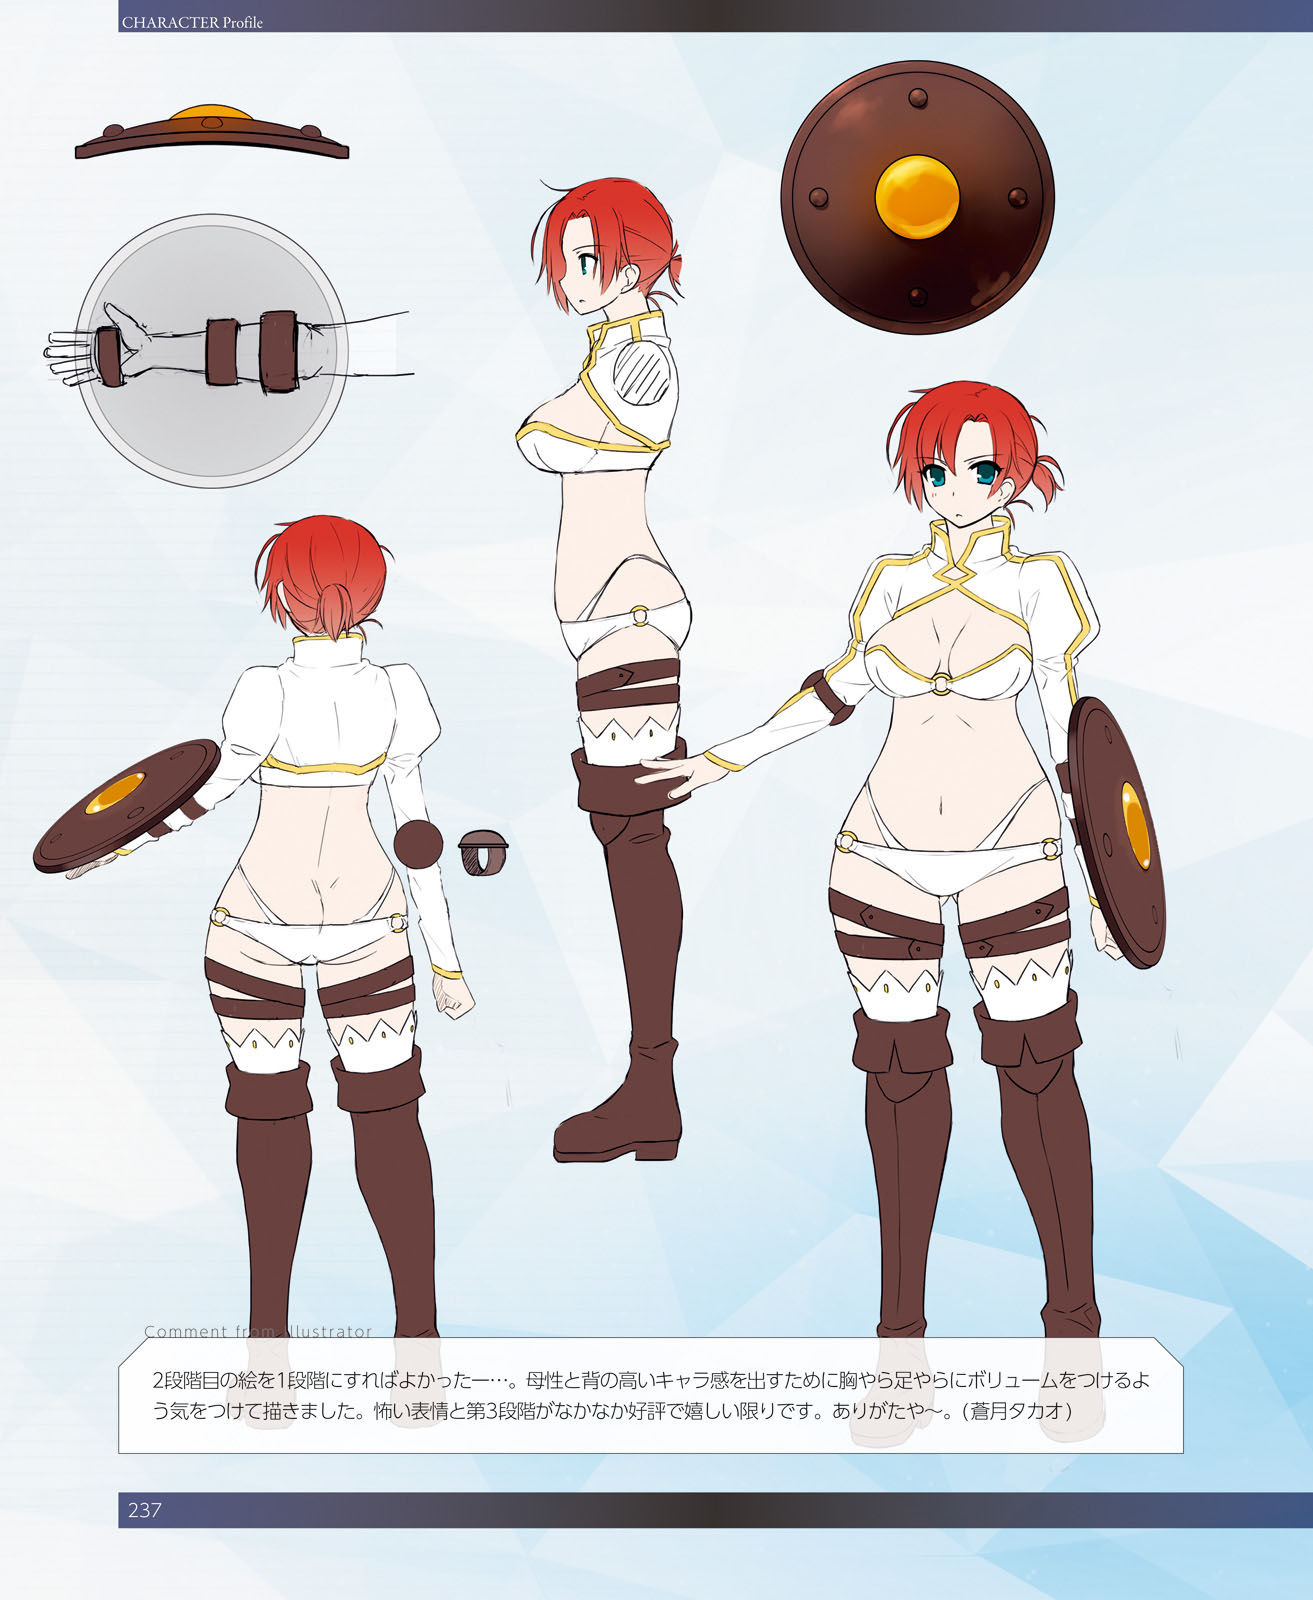 CHARACTER Profile
Comment from Illustrator
2段階目の絵を1段階にすればよかったー…。母性と背の高いキャラ感を出すために胸やら足やらにボリュームをつけるよ
う気をつけて描きました。怖い表情と第3段階がなかなか好評で嬉しい限りです。ありがたや〜。(蒼月タカオ)
237